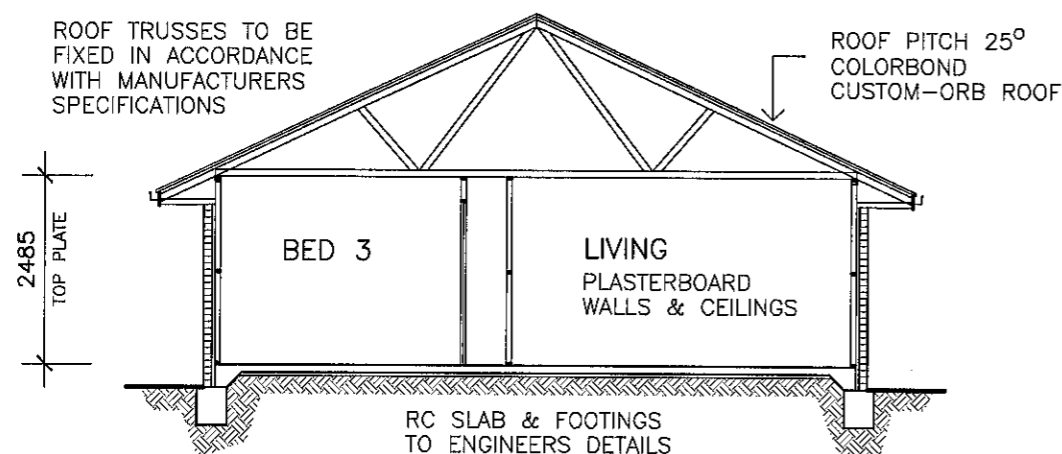 ROOF TRUSSES TO BE
FIXED IN ACCORDANCE
WITH MANUFACTURERS
SPECIFICATIONS
ROOF PITCH 25°
COLORBOND
CUSTOM-ORB ROOF
2485
TOP PLATE
BED 3
LIVING
PLASTERBOARD
WALLS & CEILINGS
RC SLAB & FOOTINGS
TO ENGINEERS DETAILS